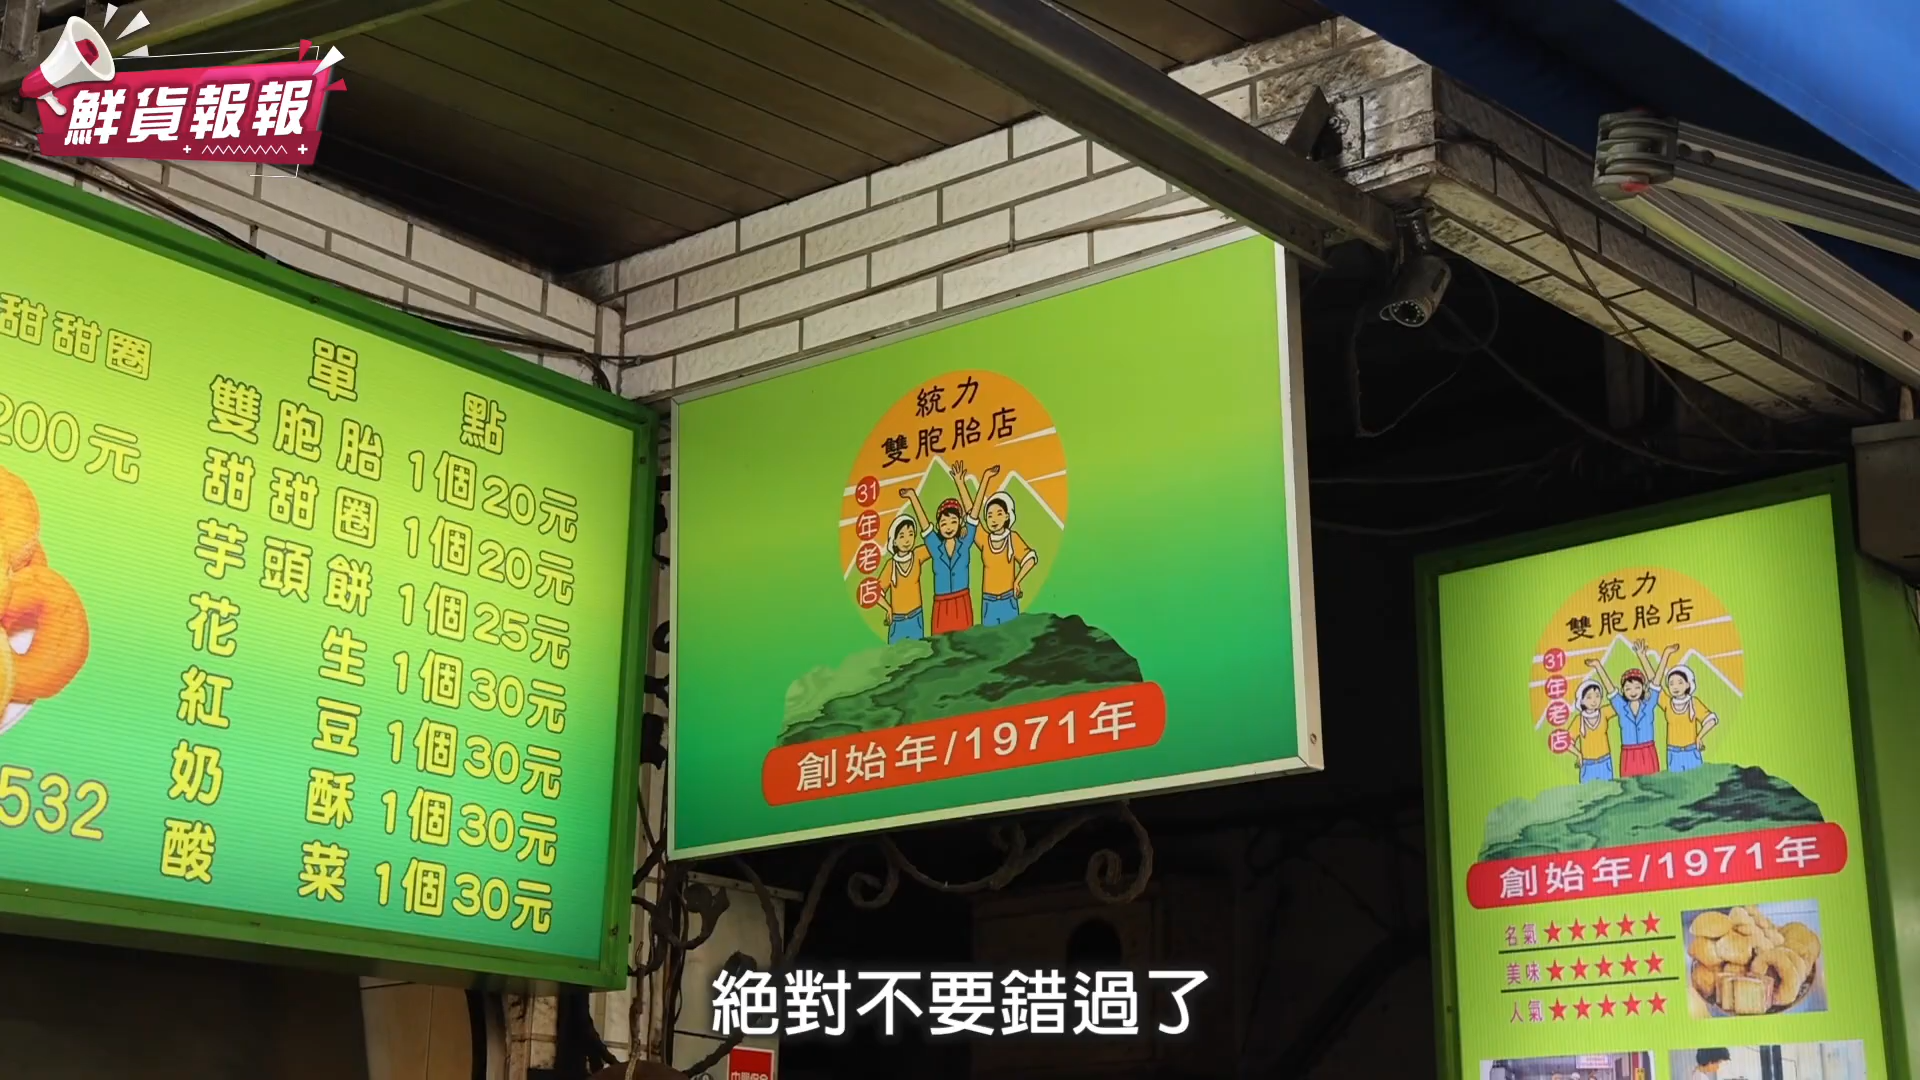 鮮貨報報
甜甜圈
200元
532
單點
雙胞胎 1個20元
甜甜圈 1個20元
芋頭餅 1個25元
花生 1個30元
紅豆 1個30元
奶酥 1個30元
酸菜 1個30元
統力
雙胞胎店
31年老店
創始年/1971年
統力
雙胞胎店
31年老店
創始年/1971年
名氣★★★★★
美味★★★★★
人氣★★★★★
絕對不要錯過了